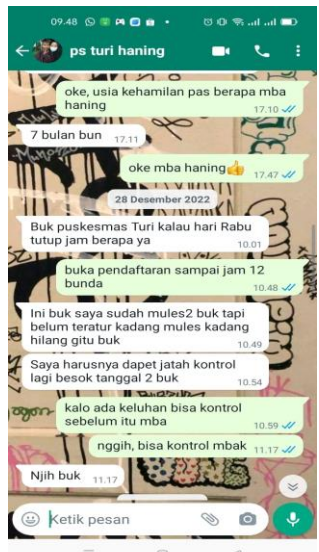 09.48
ps turi haning
oke, usia kehamilan pas berapa mba
haning
17.10
7 bulan bun 17.11
oke mba haning👍 17.47
28 Desember 2022
Buk puskesmas Turi kalau hari Rabu
tutup jam berapa ya
10.01
buka pendaftaran sampai jam 12
bunda
10.48
Ini buk saya sudah mules2 buk tapi
belum teratur kadang mules kadang
hilang gitu buk
10.49
Saya harusnya dapet jatah kontrol
lagi besok tanggal 2 buk
10.54
kalo ada keluhan bisa kontrol
sebelum itu mba
10.59
nggih, bisa kontrol mbak 11.17
Njih buk 11.17
Ketik pesan